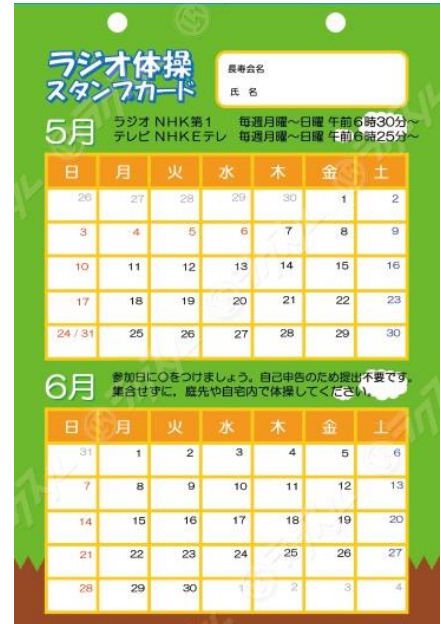 ラジオ体操
スタンプカード
長寿会名
氏 名
5月
ラジオ NHK第1 毎週月曜〜日曜 午前6時30分〜
テレビ NHKEテレ 毎週月曜〜日曜 午前6時25分〜
日 月 火 水 木 金 土
26 27 28 29 30 1 2
3 4 5 6 7 8 9
10 11 12 13 14 15 16
17 18 19 20 21 22 23
24/31 25 26 27 28 29 30
6月
参加日に○をつけましょう。自己申告のため提出不要です。
集合せずに、庭先や自宅内で体操してください。
日 月 火 水 木 金 土
31 1 2 3 4 5 6
7 8 9 10 11 12 13
14 15 16 17 18 19 20
21 22 23 24 25 26 27
28 29 30 1 2 3 4